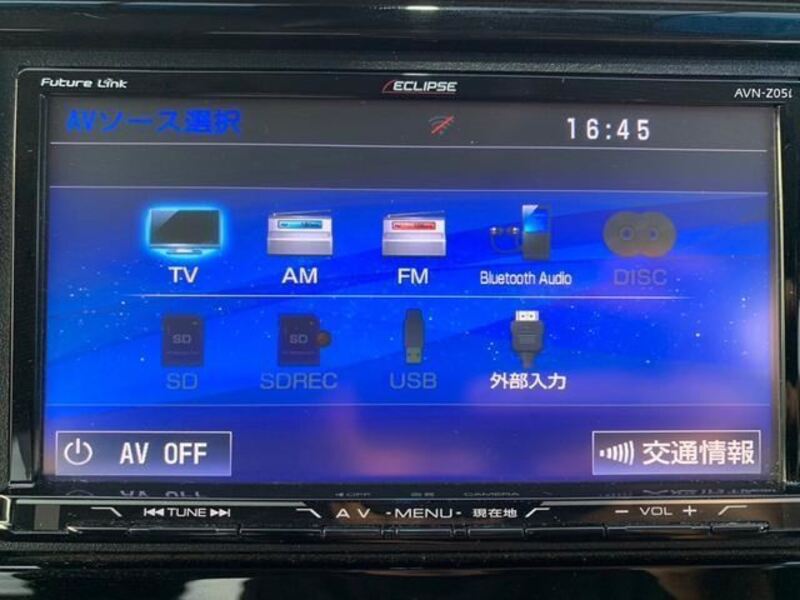 Future Link ECLIPSE AVN-Z05i
AVソース選択 16:45
TV AM FM Bluetooth Audio DISC
SD SDREC USB 外部入力
AV OFF 交通情報
TUNE AV MENU 現在地 − VOL +